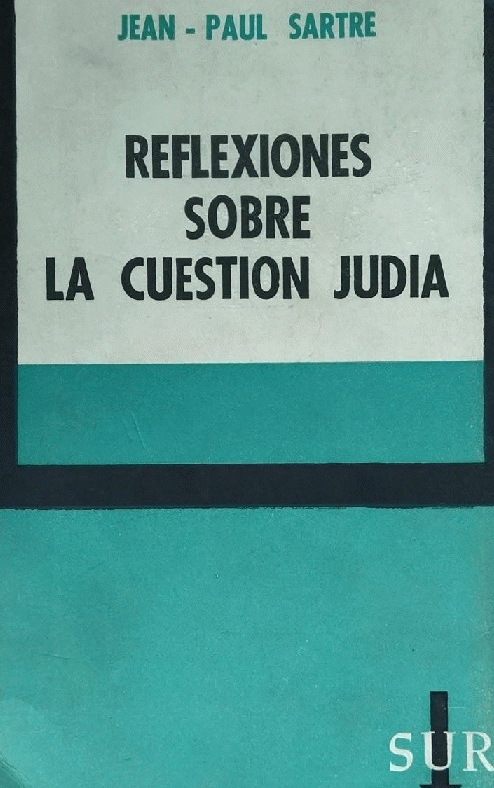 JEAN - PAUL SARTRE
REFLEXIONES
SOBRE
LA CUESTION JUDIA
SUR